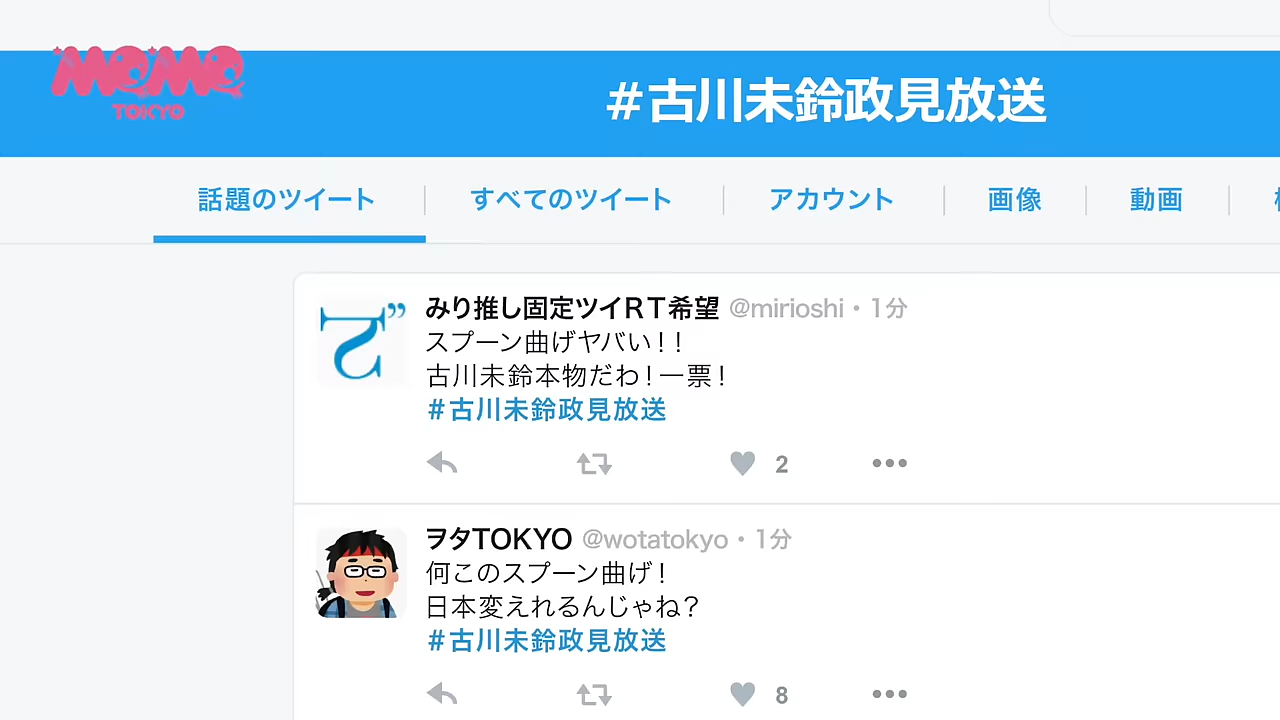 MOMO
TOKYO
#古川未鈴政見放送
話題のツイート
すべてのツイート
アカウント
画像
動画
みり推し固定ツイRT希望 @mirioshi・1分
スプーン曲げヤバい!!
古川未鈴本物だわ!一票!
#古川未鈴政見放送
2
ヲタTOKYO @wotatokyo・1分
何このスプーン曲げ!
日本変えれるんじゃね?
#古川未鈴政見放送
8